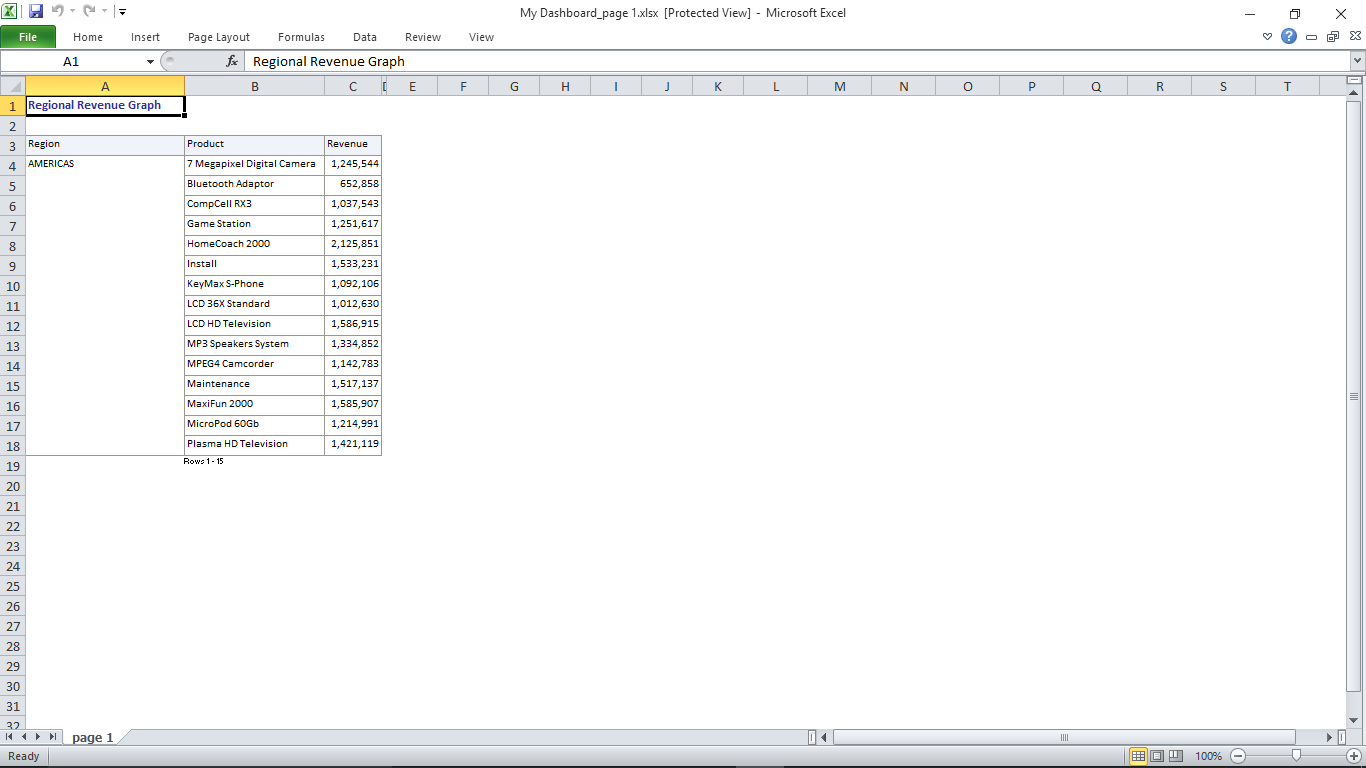 My Dashboard_page 1.xlsx [Protected View] - Microsoft Excel
File Home Insert Page Layout Formulas Data Review View
A1 fx Regional Revenue Graph
A B C D E F G H I J K L M N O P Q R S T
1 Regional Revenue Graph
2
3 Region Product Revenue
4 AMERICAS 7 Megapixel Digital Camera 1,245,544
5 Bluetooth Adaptor 652,858
6 CompCell RX3 1,037,543
7 Game Station 1,251,617
8 HomeCoach 2000 2,125,851
9 Install 1,533,231
10 KeyMax S-Phone 1,092,106
11 LCD 36X Standard 1,012,630
12 LCD HD Television 1,586,915
13 MP3 Speakers System 1,334,852
14 MPEG4 Camcorder 1,142,783
15 Maintenance 1,517,137
16 MaxiFun 2000 1,585,907
17 MicroPod 60Gb 1,214,991
18 Plasma HD Television 1,421,119
19 Rows 1 - 15
20
21
22
23
24
25
26
27
28
29
30
31
32
page 1
Ready 100%